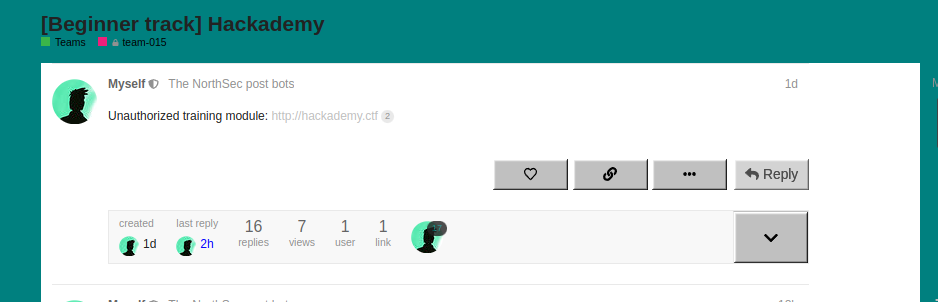 [Beginner track] Hackademy
Teams team-015
Myself The NorthSec post bots 1d
Unauthorized training module: http://hackademy.ctf 2
Reply
created last reply 16 7 1 1 17
1d 2h replies views user link
Myself The NorthSec post bots